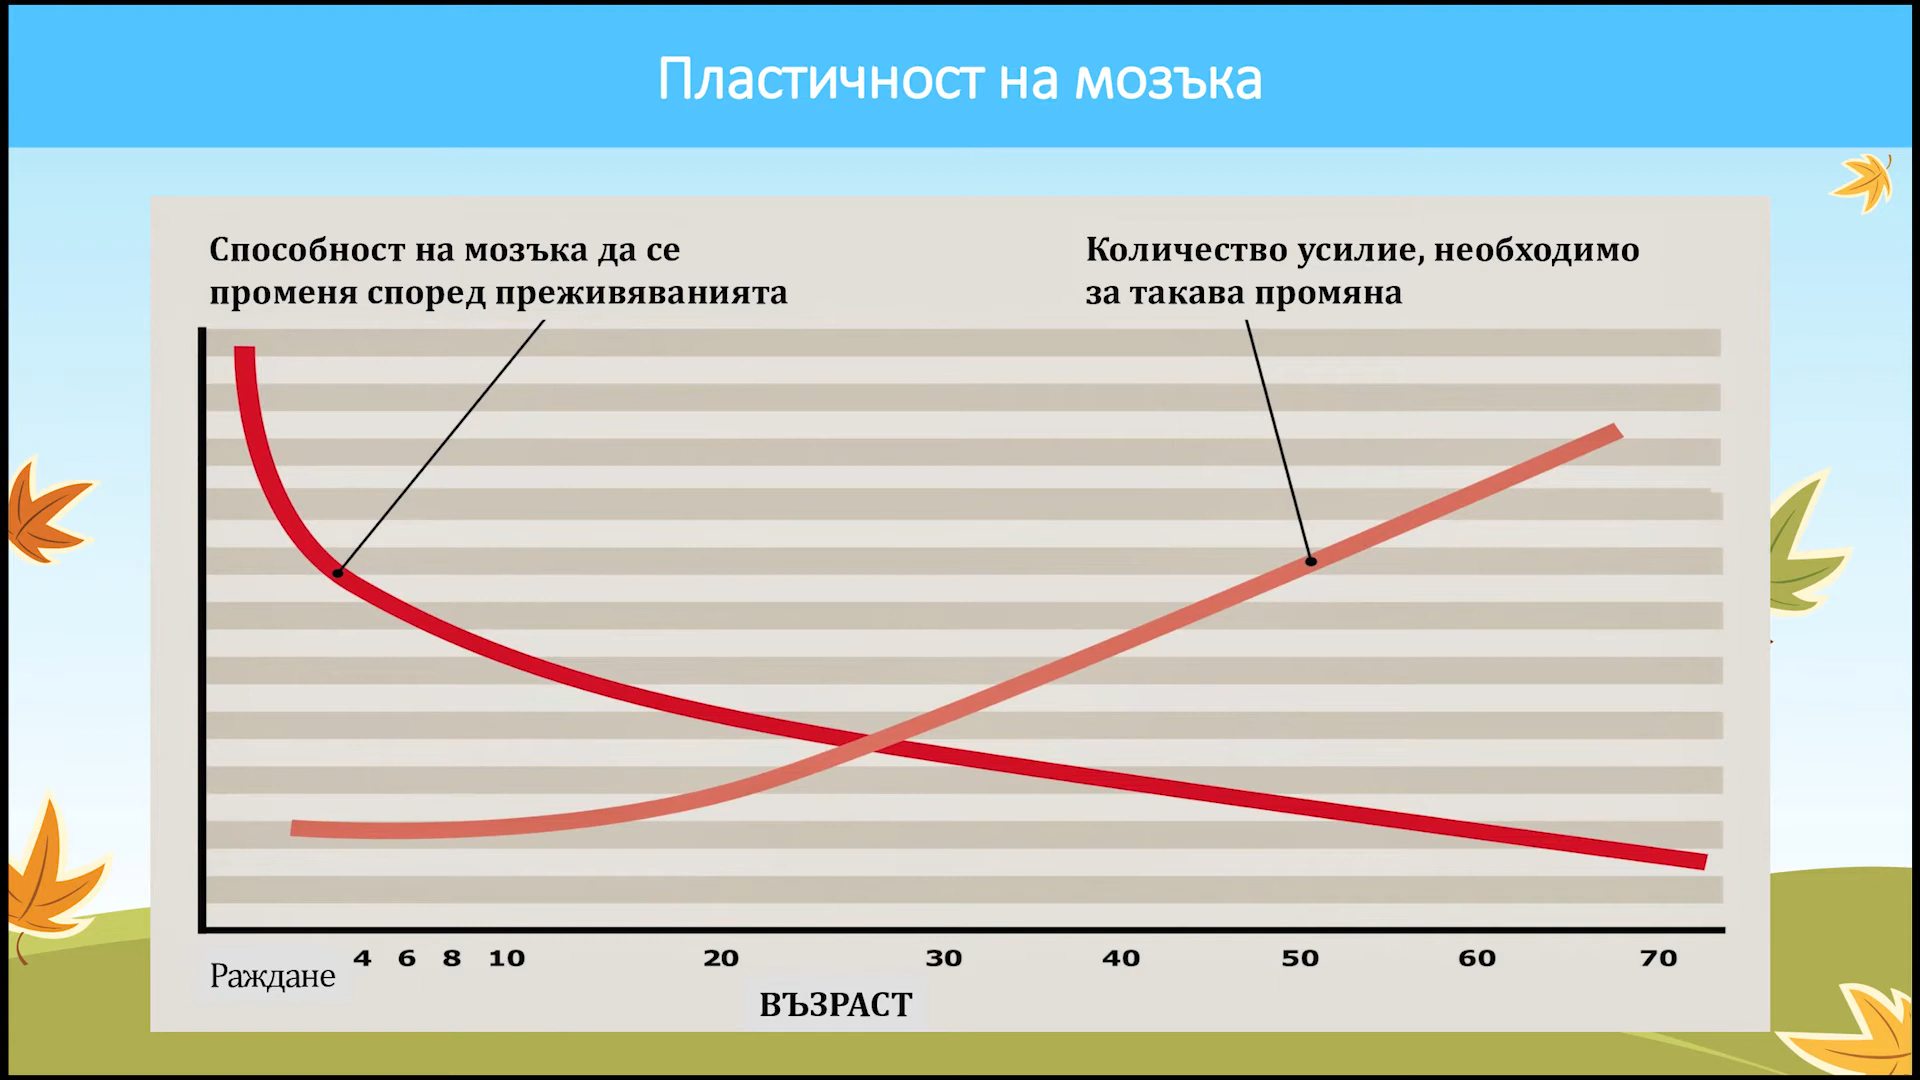 Пластичност на мозъка
Способност на мозъка да се
променя според преживяванията
Количество усилие, необходимо
за такава промяна
Раждане 4 6 8 10 20 30 40 50 60 70
ВЪЗРАСТ